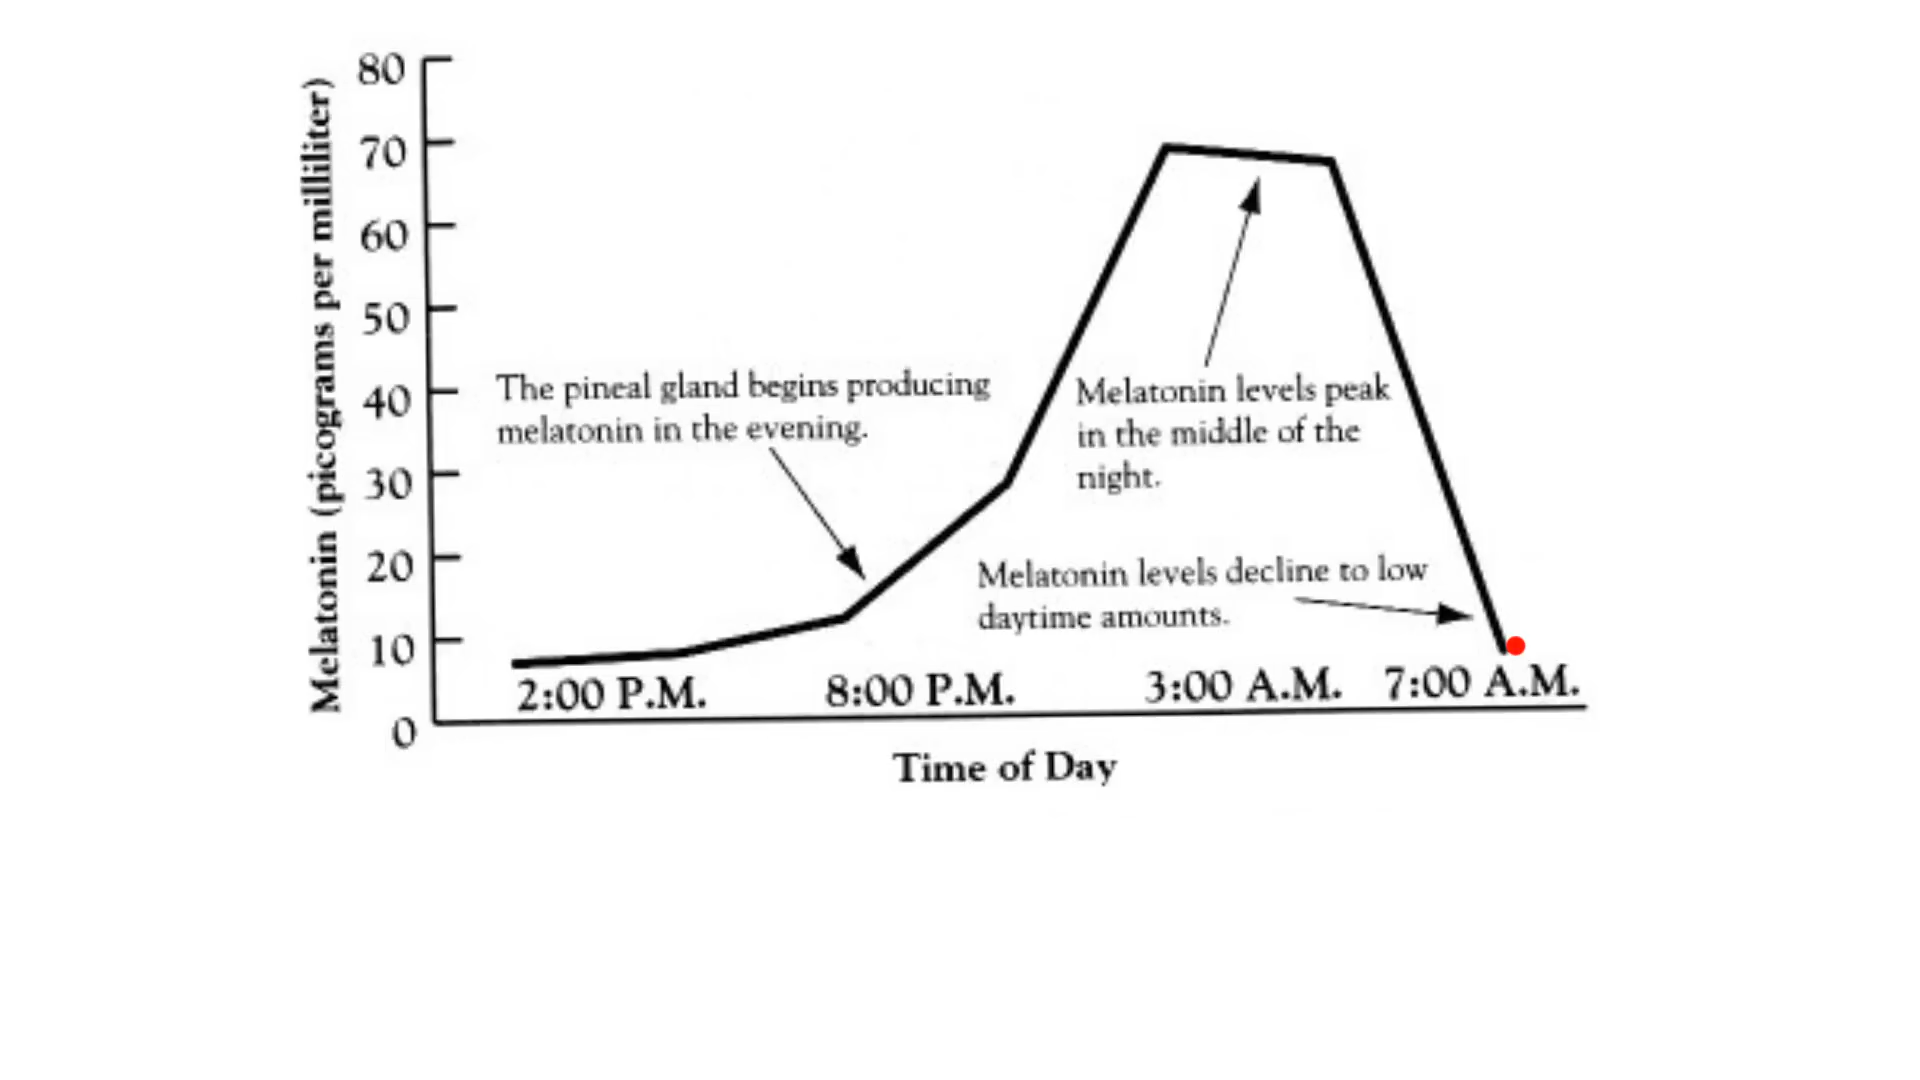 80
70
60
50
40
30
20
10
0
Melatonin (picograms per milliliter)
The pineal gland begins producing
melatonin in the evening.
Melatonin levels peak
in the middle of the
night.
Melatonin levels decline to low
daytime amounts.
2:00 P.M. 8:00 P.M. 3:00 A.M. 7:00 A.M.
Time of Day